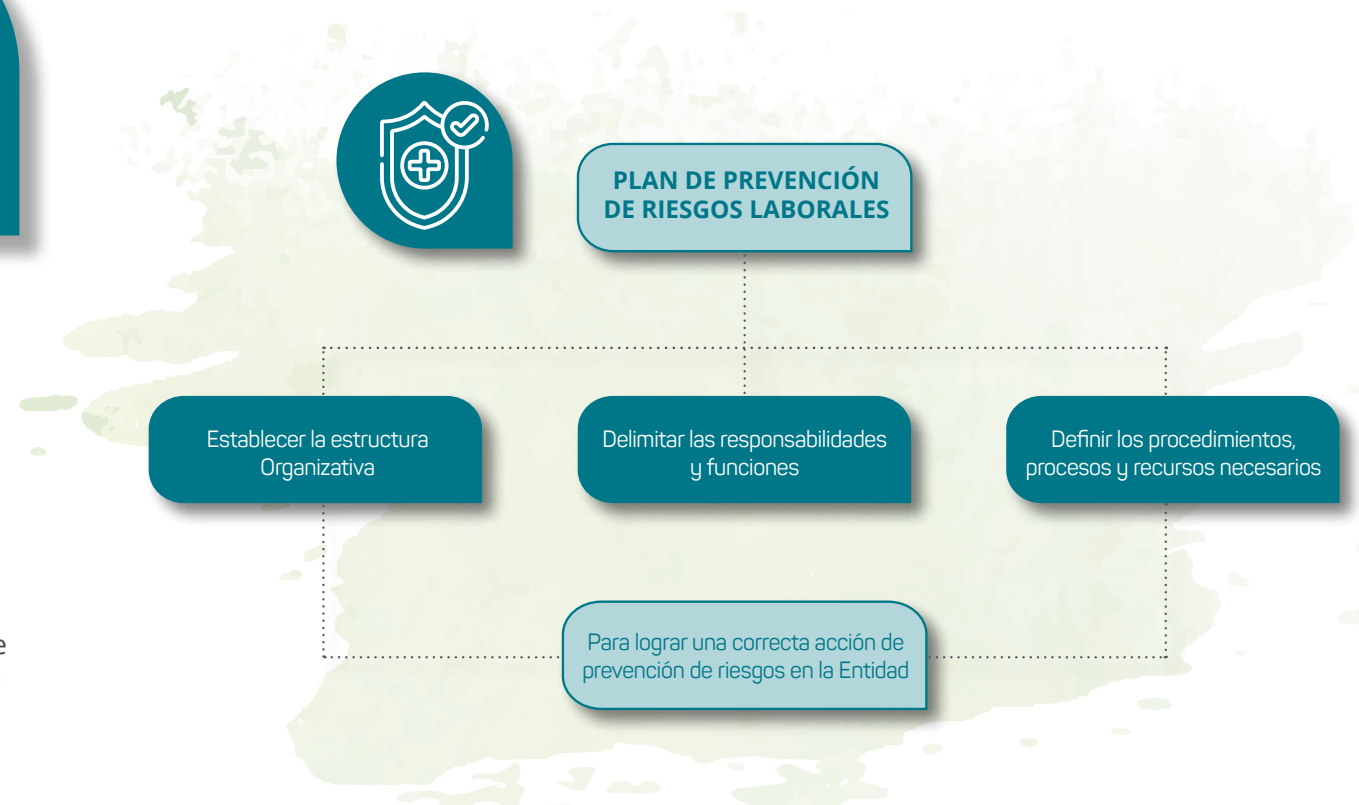 PLAN DE PREVENCIÓN
DE RIESGOS LABORALES
Establecer la estructura
Organizativa
Delimitar las responsabilidades
y funciones
Definir los procedimientos,
procesos y recursos necesarios
Para lograr una correcta acción de
prevención de riesgos en la Entidad
e